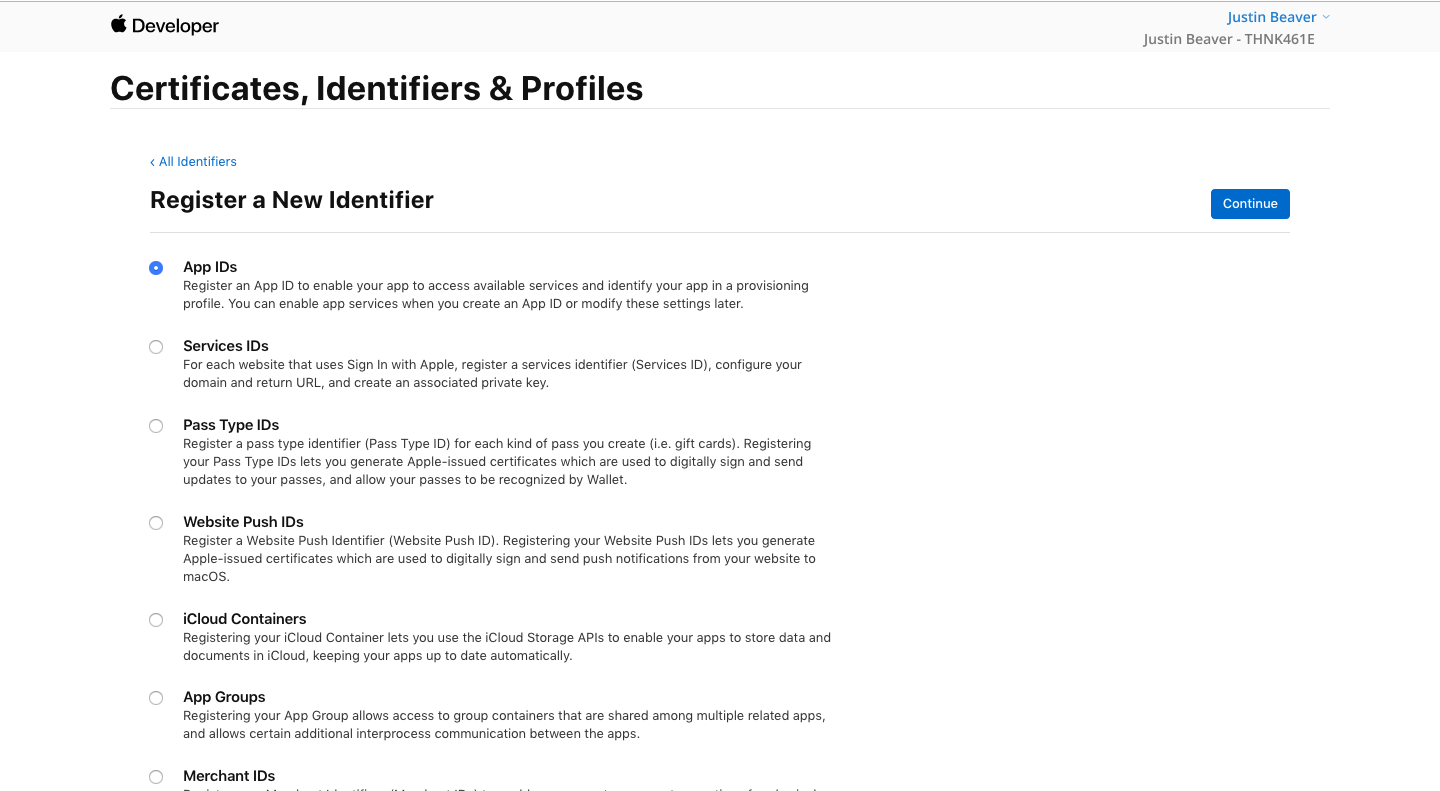 Developer
Justin Beaver
Justin Beaver - THNK461E
Certificates, Identifiers & Profiles
‹ All Identifiers
Register a New Identifier
Continue
App IDs
Register an App ID to enable your app to access available services and identify your app in a provisioning
profile. You can enable app services when you create an App ID or modify these settings later.
Services IDs
For each website that uses Sign In with Apple, register a services identifier (Services ID), configure your
domain and return URL, and create an associated private key.
Pass Type IDs
Register a pass type identifier (Pass Type ID) for each kind of pass you create (i.e. gift cards). Registering
your Pass Type IDs lets you generate Apple-issued certificates which are used to digitally sign and send
updates to your passes, and allow your passes to be recognized by Wallet.
Website Push IDs
Register a Website Push Identifier (Website Push ID). Registering your Website Push IDs lets you generate
Apple-issued certificates which are used to digitally sign and send push notifications from your website to
macOS.
iCloud Containers
Registering your iCloud Container lets you use the iCloud Storage APIs to enable your apps to store data and
documents in iCloud, keeping your apps up to date automatically.
App Groups
Registering your App Group allows access to group containers that are shared among multiple related apps,
and allows certain additional interprocess communication between the apps.
Merchant IDs